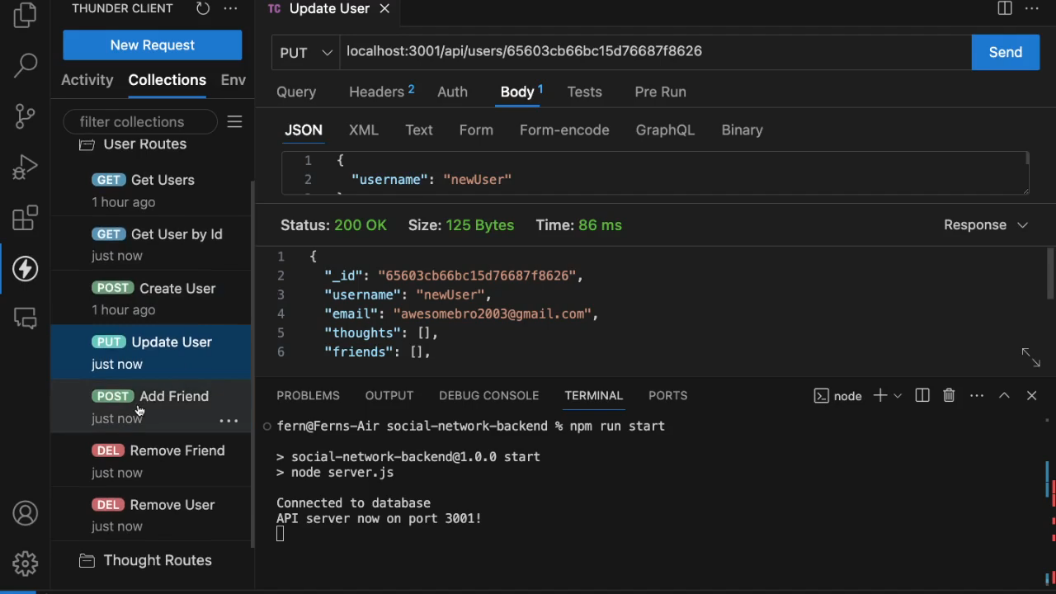 THUNDER CLIENT
New Request
Activity Collections Env
filter collections
User Routes
GET Get Users
1 hour ago
GET Get User by Id
just now
POST Create User
1 hour ago
PUT Update User
just now
POST Add Friend
just now
DEL Remove Friend
just now
DEL Remove User
just now
Thought Routes
TC Update User
PUT localhost:3001/api/users/65603cb66bc15d76687f8626 Send
Query Headers 2 Auth Body 1 Tests Pre Run
JSON XML Text Form Form-encode GraphQL Binary
1 {
2 "username": "newUser"
Status: 200 OK Size: 125 Bytes Time: 86 ms Response
1 {
2 "_id": "65603cb66bc15d76687f8626",
3 "username": "newUser",
4 "email": "awesomebro2003@gmail.com",
5 "thoughts": [],
6 "friends": [],
PROBLEMS OUTPUT DEBUG CONSOLE TERMINAL PORTS node
fern@Ferns-Air social-network-backend % npm run start
> social-network-backend@1.0.0 start
> node server.js
Connected to database
API server now on port 3001!